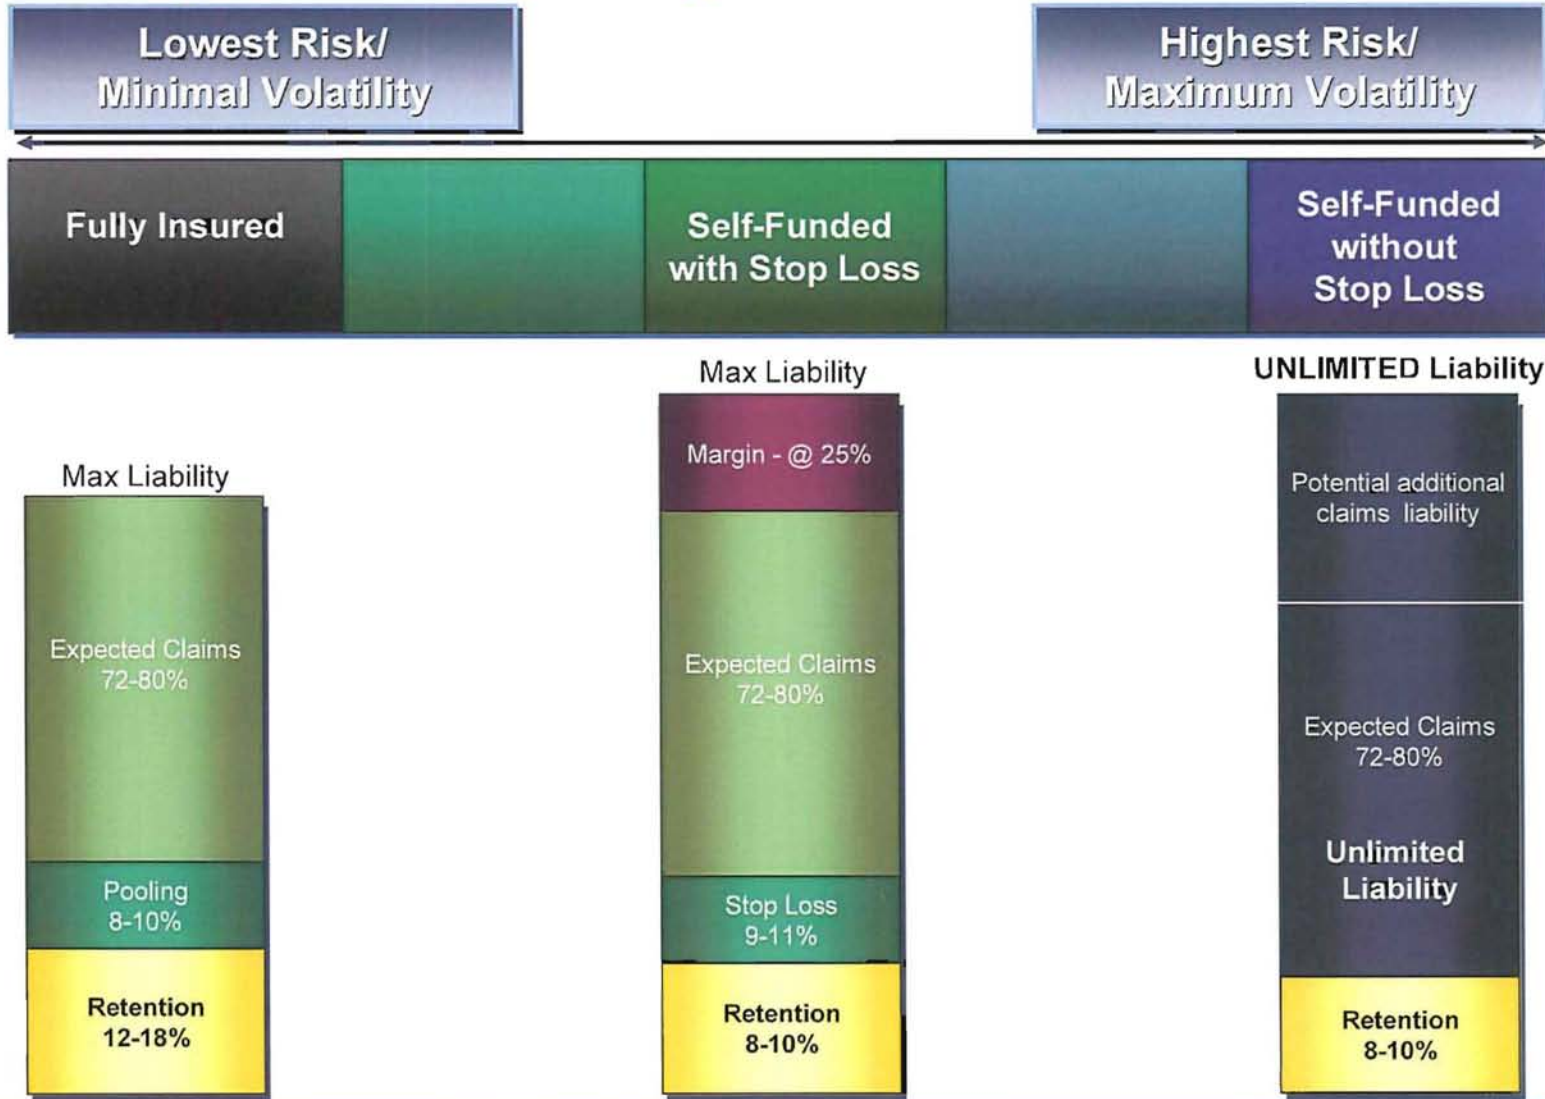 Lowest Risk/
Minimal Volatility
Highest Risk/
Maximum Volatility
Fully Insured
Self-Funded
with Stop Loss
Self-Funded
without
Stop Loss
Max Liability
Expected Claims
72-80%
Pooling
8-10%
Retention
12-18%
Max Liability
Margin - @ 25%
Expected Claims
72-80%
Stop Loss
9-11%
Retention
8-10%
UNLIMITED Liability
Potential additional
claims liability
Expected Claims
72-80%
Unlimited
Liability
Retention
8-10%